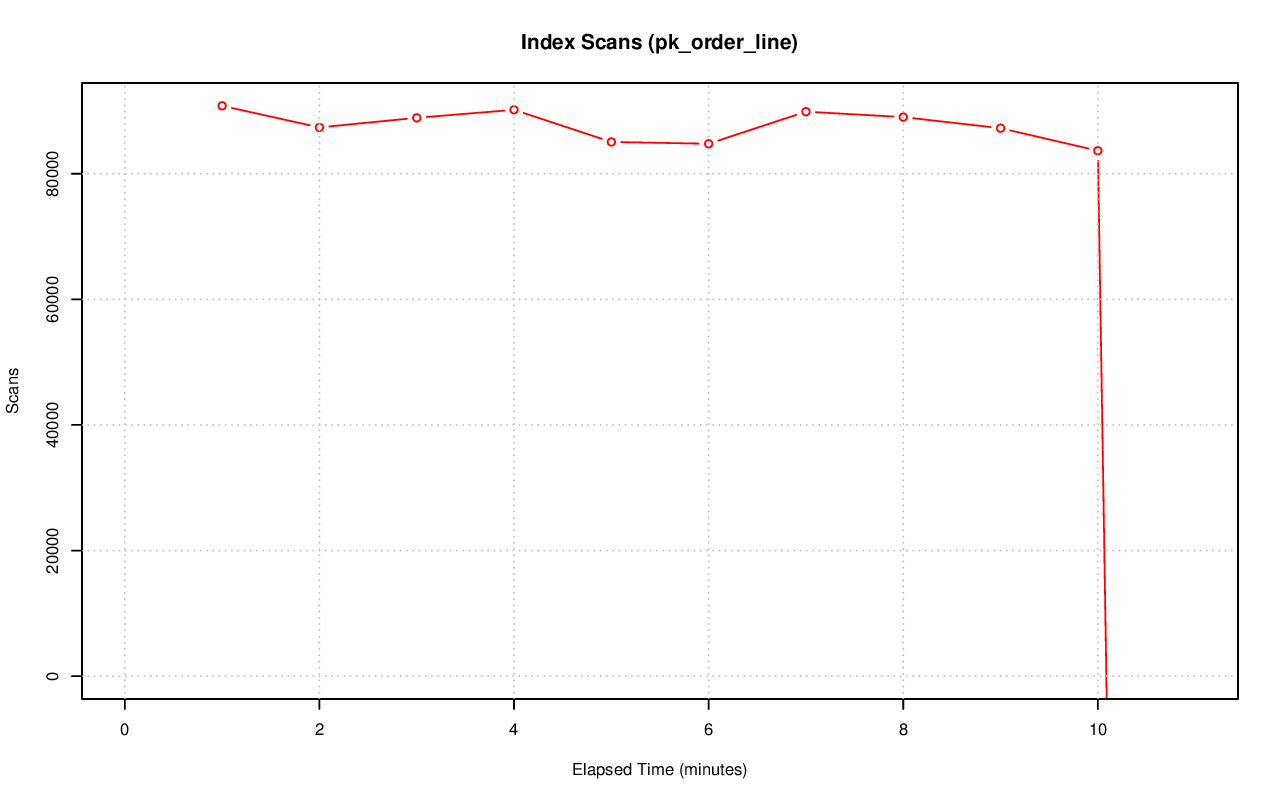 Index Scans (pk_order_line)
Scans
80000
60000
40000
20000
0
0 2 4 6 8 10
Elapsed Time (minutes)